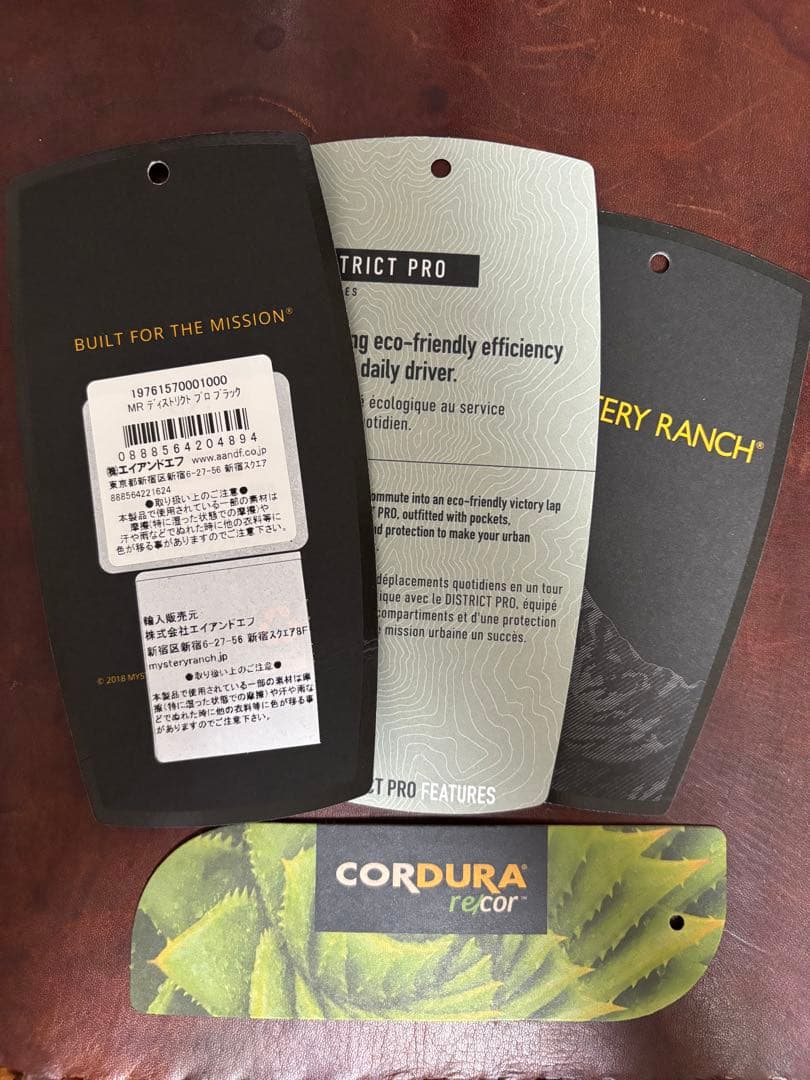 BUILT FOR THE MISSION®
19761570001000
MR ディストリクト プロ ブラック
0888564204894
㈱エイアンドエフ www.aandf.co.jp
東京都新宿区新宿6-27-56 新宿スクエア
888564221624
●取り扱い上のご注意●
本製品で使用されている一部の素材は
摩擦(特に湿った状態での摩擦)や
汗や雨などでぬれた時に他の衣料等に
色が移る事がありますのでご注意下さい。
輸入販売元
株式会社エイアンドエフ
新宿区新宿6-27-56 新宿スクエア8F
mysteryranch.jp
●取り扱い上のご注意●
本製品で使用されている一部の素材は摩
擦(特に湿った状態での摩擦)や汗や雨な
どでぬれた時に他の衣料等に色が移る事
がありますのでご注意下さい。
© 2018 MYS
TRICT PRO
ES
ng eco-friendly efficiency
daily driver.
é écologique au service
otidien.
ommute into an eco-friendly victory lap
T PRO, outfitted with pockets,
nd protection to make your urban
déplacements quotidiens en un tour
ique avec le DISTRICT PRO, équipé
compartiments et d'une protection
e mission urbaine un succès.
CT PRO FEATURES
TERY RANCH®
CORDURA®
re/cor™